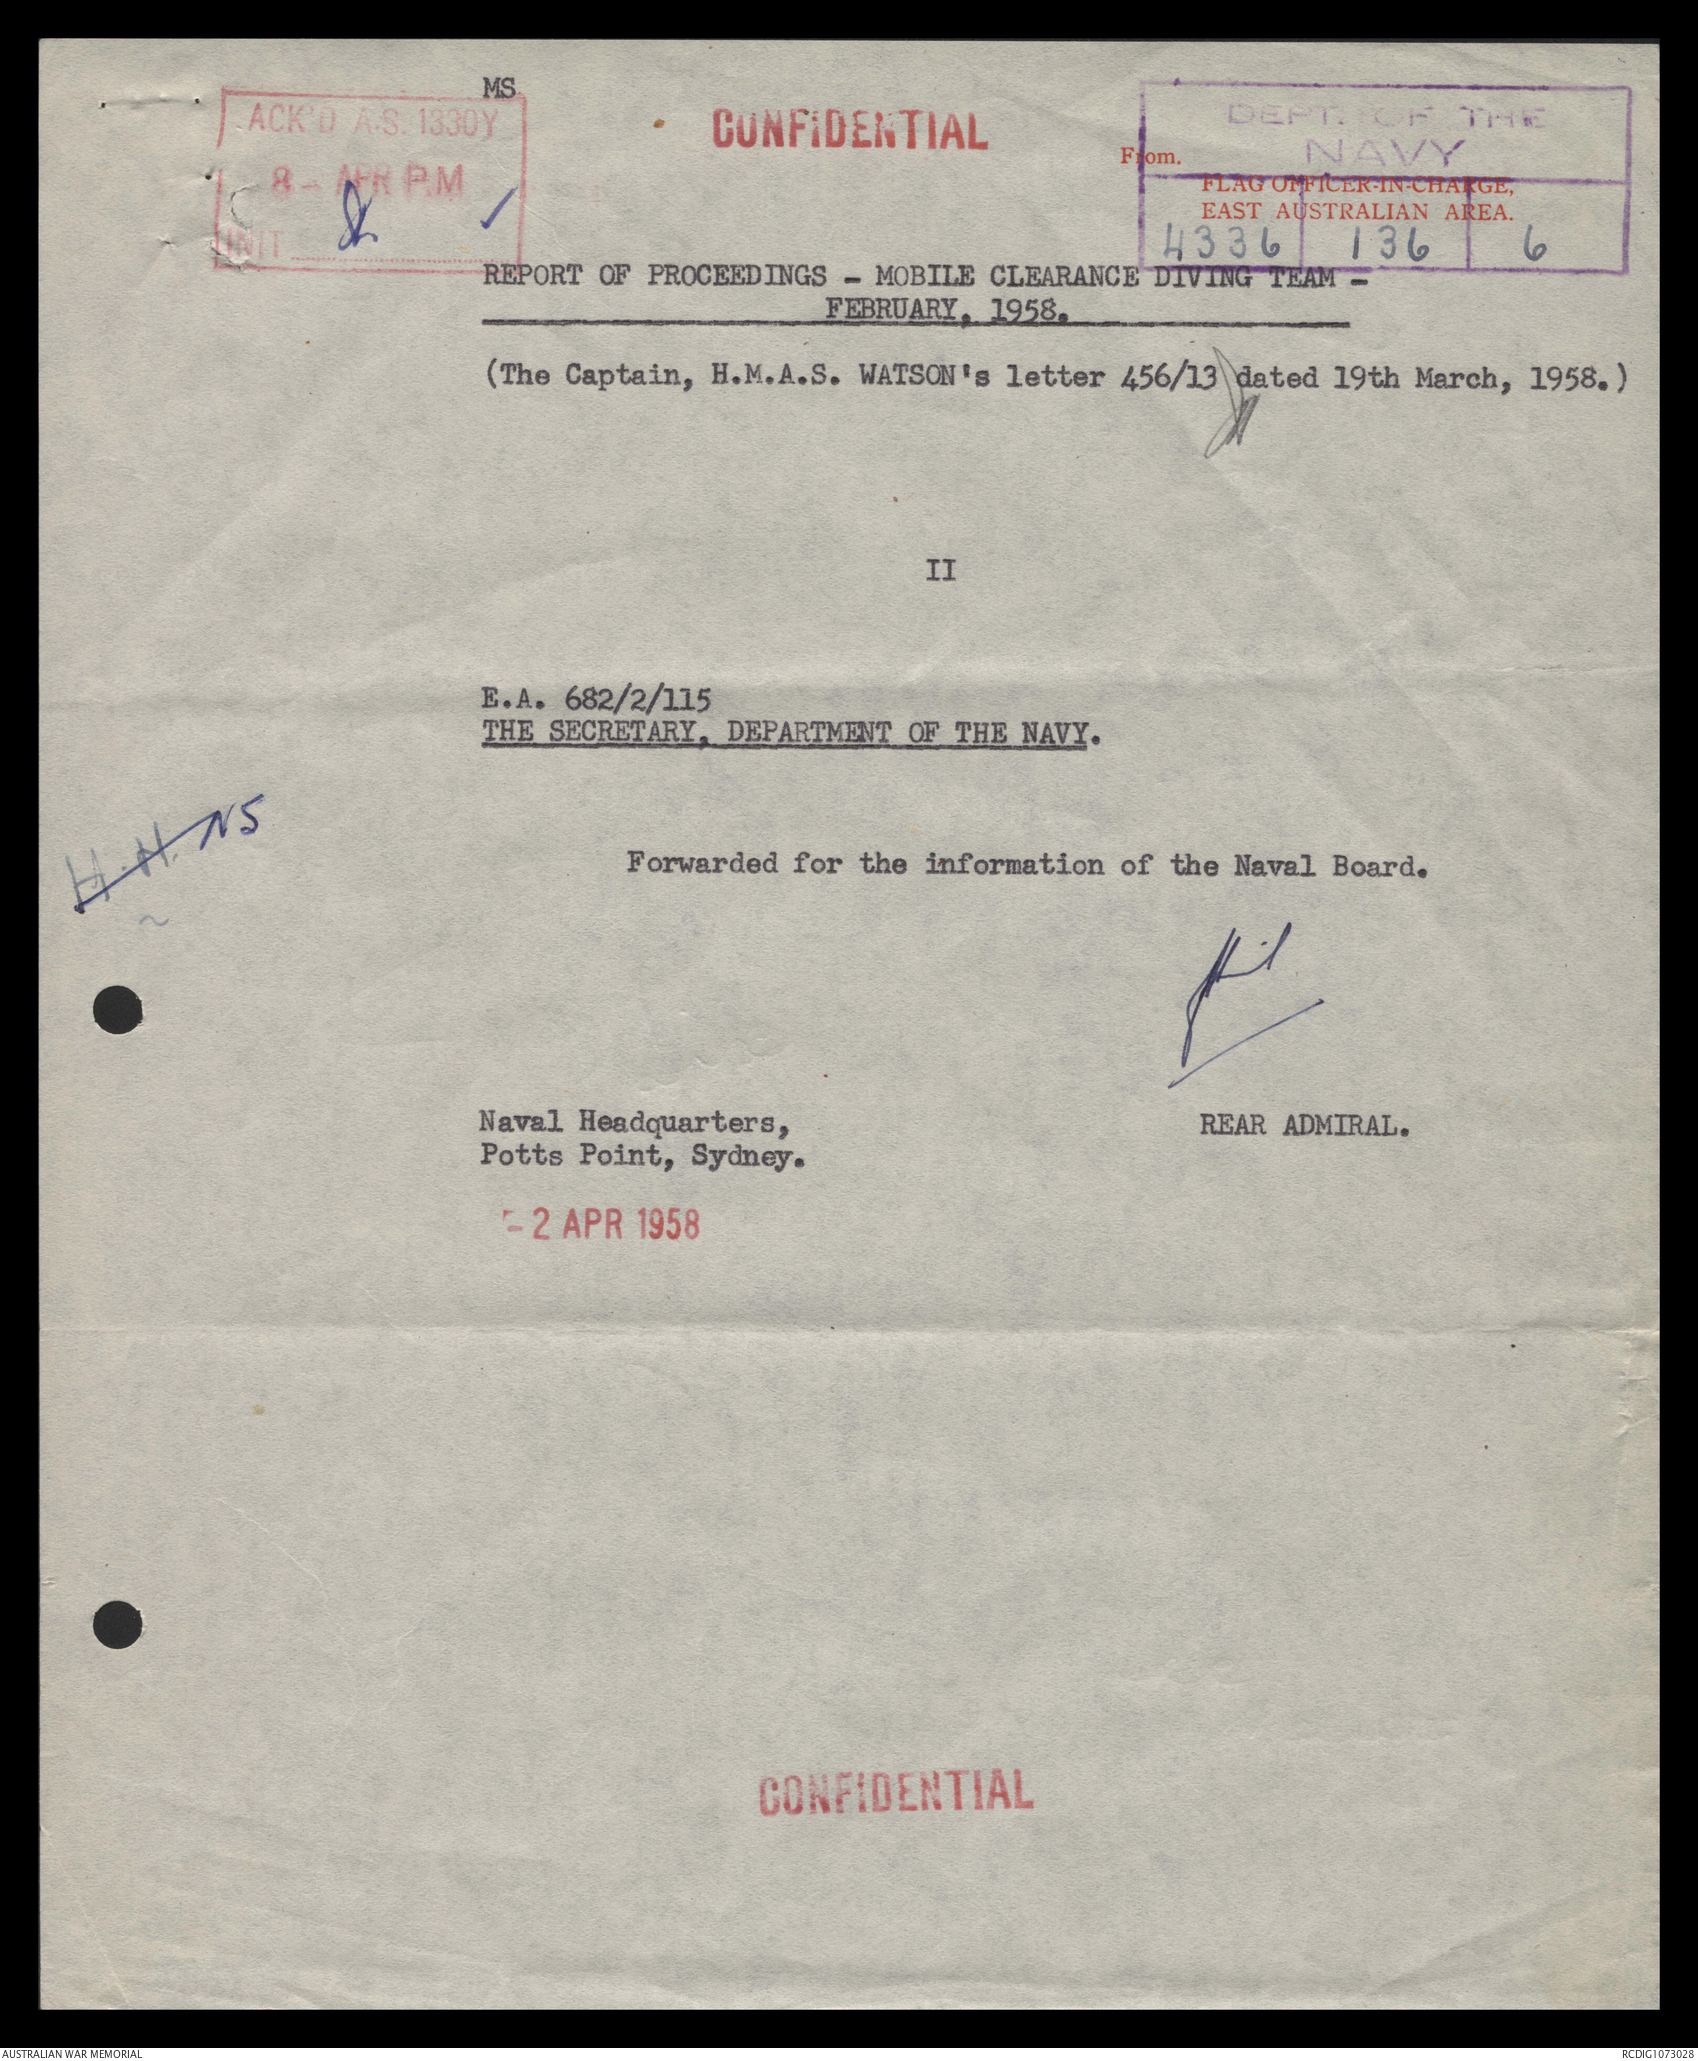 MS
ACK'D A.S. 1330Y
8 - APR P.M
UNIT
CONFIDENTIAL
DEPT. OF THE
NAVY
From.
FLAG OFFICER-IN-CHARGE,
EAST AUSTRALIAN AREA.
4336 136 6
REPORT OF PROCEEDINGS - MOBILE CLEARANCE DIVING TEAM -
FEBRUARY, 1958.
(The Captain, H.M.A.S. WATSON's letter 456/13 dated 19th March, 1958.)
II
E.A. 682/2/115
THE SECRETARY, DEPARTMENT OF THE NAVY.
H.N. N5
Forwarded for the information of the Naval Board.
Naval Headquarters,
Potts Point, Sydney.
REAR ADMIRAL.
- 2 APR 1958
CONFIDENTIAL
AUSTRALIAN WAR MEMORIAL
RCDIG1073028